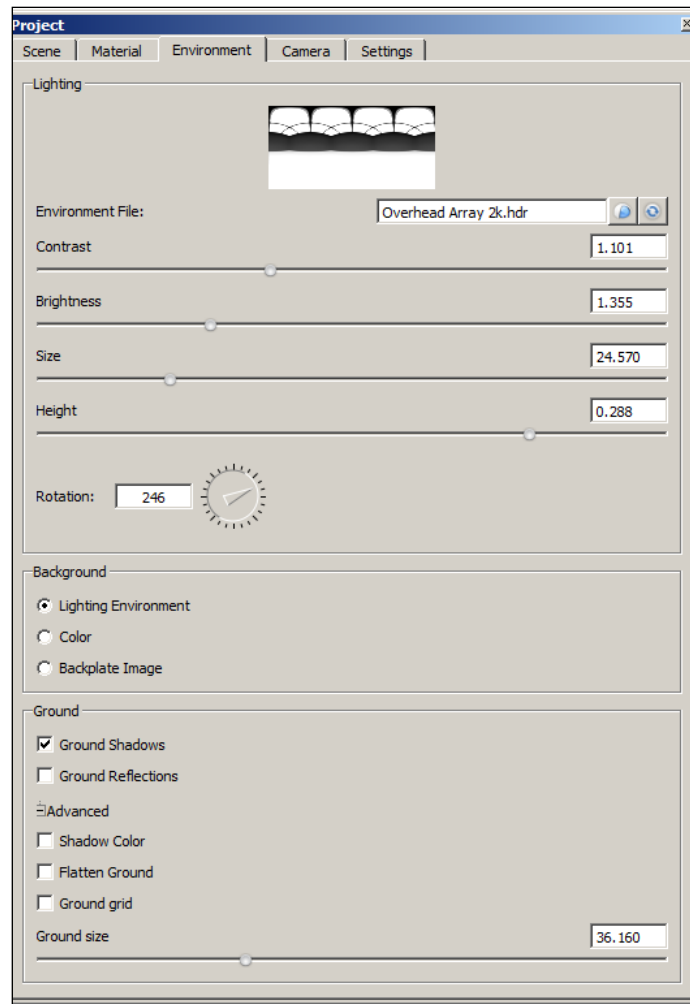 Project
Scene Material Environment Camera Settings
Lighting
Environment File: Overhead Array 2k.hdr
Contrast 1.101
Brightness 1.355
Size 24.570
Height 0.288
Rotation: 246
Background
Lighting Environment
Color
Backplate Image
Ground
Ground Shadows
Ground Reflections
Advanced
Shadow Color
Flatten Ground
Ground grid
Ground size 36.160